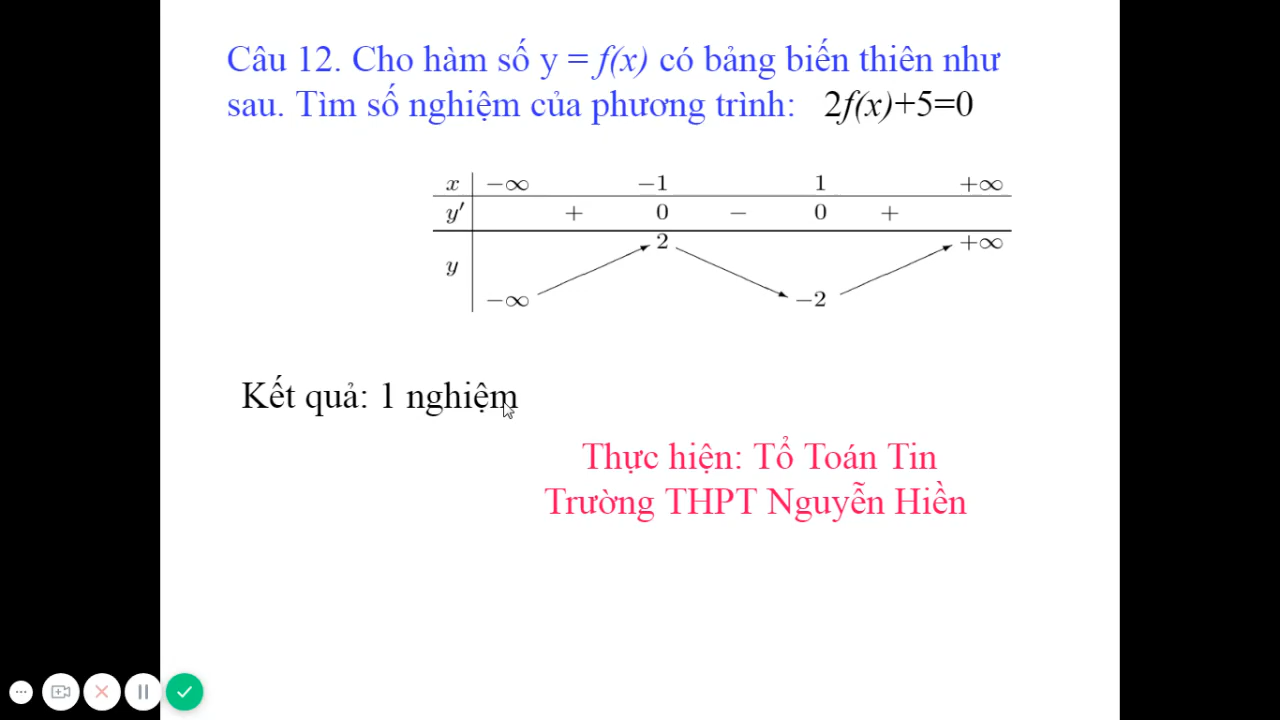 Câu 12. Cho hàm số y = f(x) có bảng biến thiên như
sau. Tìm số nghiệm của phương trình: 2f(x)+5=0
x −∞ −1 1 +∞
y′ + 0 − 0 +
2 +∞
y
−∞ −2
Kết quả: 1 nghiệm
Thực hiện: Tổ Toán Tin
Trường THPT Nguyễn Hiền